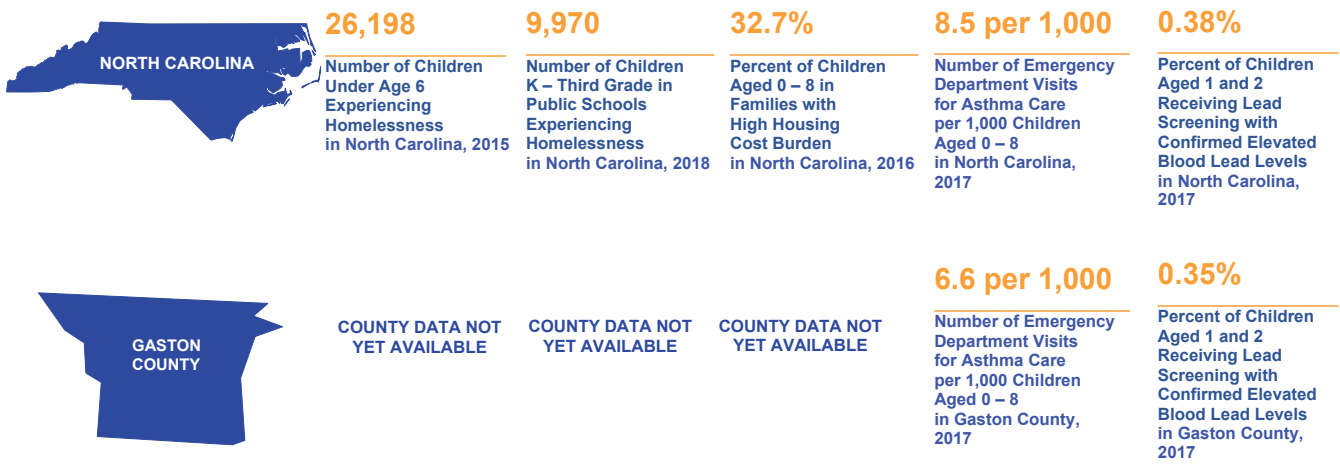 NORTH CAROLINA
26,198
Number of Children
Under Age 6
Experiencing
Homelessness
in North Carolina, 2015
9,970
Number of Children
K – Third Grade in
Public Schools
Experiencing
Homelessness
in North Carolina, 2018
32.7%
Percent of Children
Aged 0 – 8 in
Families with
High Housing
Cost Burden
in North Carolina, 2016
8.5 per 1,000
Number of Emergency
Department Visits
for Asthma Care
per 1,000 Children
Aged 0 – 8
in North Carolina,
2017
0.38%
Percent of Children
Aged 1 and 2
Receiving Lead
Screening with
Confirmed Elevated
Blood Lead Levels
in North Carolina,
2017
GASTON
COUNTY
COUNTY DATA NOT
YET AVAILABLE
COUNTY DATA NOT
YET AVAILABLE
COUNTY DATA NOT
YET AVAILABLE
6.6 per 1,000
Number of Emergency
Department Visits
for Asthma Care
per 1,000 Children
Aged 0 – 8
in Gaston County,
2017
0.35%
Percent of Children
Aged 1 and 2
Receiving Lead
Screening with
Confirmed Elevated
Blood Lead Levels
in Gaston County,
2017